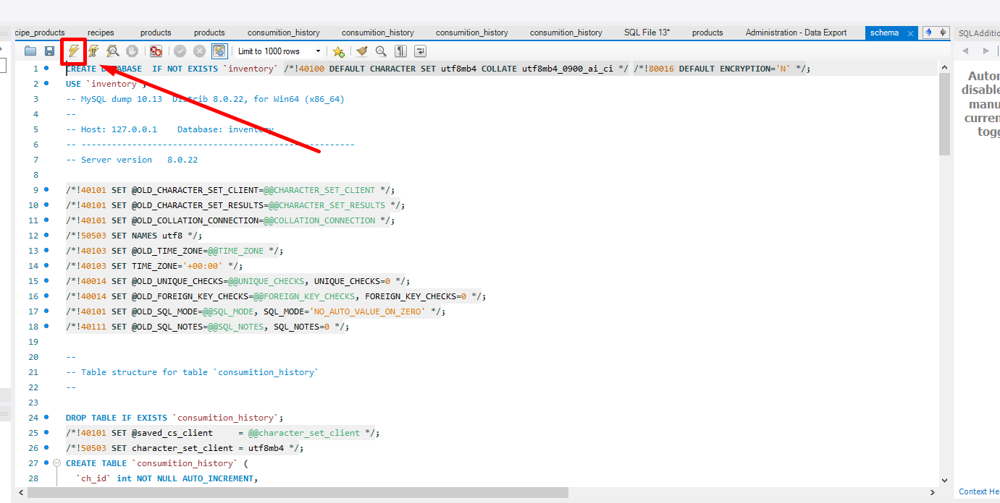 cipe_products recipes products products consumition_history consumition_history consumition_history consumition_history SQL File 13* products Administration - Data Export schema
SQLAdditio
Limit to 1000 rows
1 CREATE DATABASE  IF NOT EXISTS `inventory` /*!40100 DEFAULT CHARACTER SET utf8mb4 COLLATE utf8mb4_0900_ai_ci */ /*!80016 DEFAULT ENCRYPTION='N' */;
2 USE `inventory`;
3 -- MySQL dump 10.13  Distrib 8.0.22, for Win64 (x86_64)
4 --
5 -- Host: 127.0.0.1    Database: inventory
6 -- ------------------------------------------------------
7 -- Server version	8.0.22
8
9 /*!40101 SET @OLD_CHARACTER_SET_CLIENT=@@CHARACTER_SET_CLIENT */;
10 /*!40101 SET @OLD_CHARACTER_SET_RESULTS=@@CHARACTER_SET_RESULTS */;
11 /*!40101 SET @OLD_COLLATION_CONNECTION=@@COLLATION_CONNECTION */;
12 /*!50503 SET NAMES utf8 */;
13 /*!40103 SET @OLD_TIME_ZONE=@@TIME_ZONE */;
14 /*!40103 SET TIME_ZONE='+00:00' */;
15 /*!40014 SET @OLD_UNIQUE_CHECKS=@@UNIQUE_CHECKS, UNIQUE_CHECKS=0 */;
16 /*!40014 SET @OLD_FOREIGN_KEY_CHECKS=@@FOREIGN_KEY_CHECKS, FOREIGN_KEY_CHECKS=0 */;
17 /*!40101 SET @OLD_SQL_MODE=@@SQL_MODE, SQL_MODE='NO_AUTO_VALUE_ON_ZERO' */;
18 /*!40111 SET @OLD_SQL_NOTES=@@SQL_NOTES, SQL_NOTES=0 */;
19
20 --
21 -- Table structure for table `consumition_history`
22 --
23
24 DROP TABLE IF EXISTS `consumition_history`;
25 /*!40101 SET @saved_cs_client     = @@character_set_client */;
26 /*!50503 SET character_set_client = utf8mb4 */;
27 CREATE TABLE `consumition_history` (
28   `ch_id` int NOT NULL AUTO_INCREMENT,
Autor
disable
manu
curren
togg
Context He